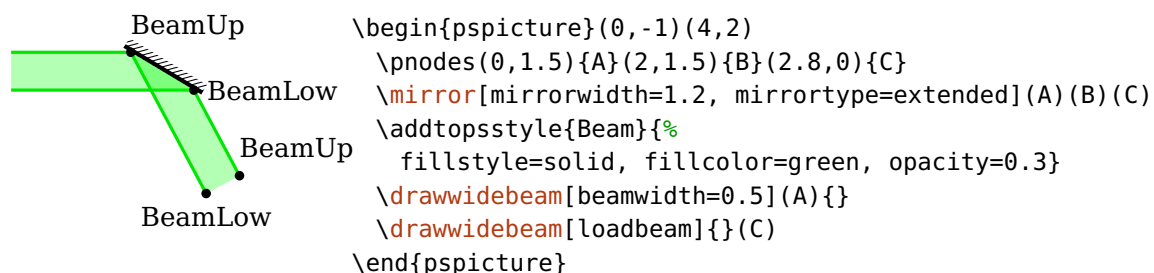 BeamUp
BeamLow
BeamUp
BeamLow
\begin{pspicture}(0,-1)(4,2)
\pnodes(0,1.5){A}(2,1.5){B}(2.8,0){C}
\mirror[mirrorwidth=1.2, mirrortype=extended](A)(B)(C)
\addtopsstyle{Beam}{%
fillstyle=solid, fillcolor=green, opacity=0.3}
\drawwidebeam[beamwidth=0.5](A){}
\drawwidebeam[loadbeam]{}(C)
\end{pspicture}